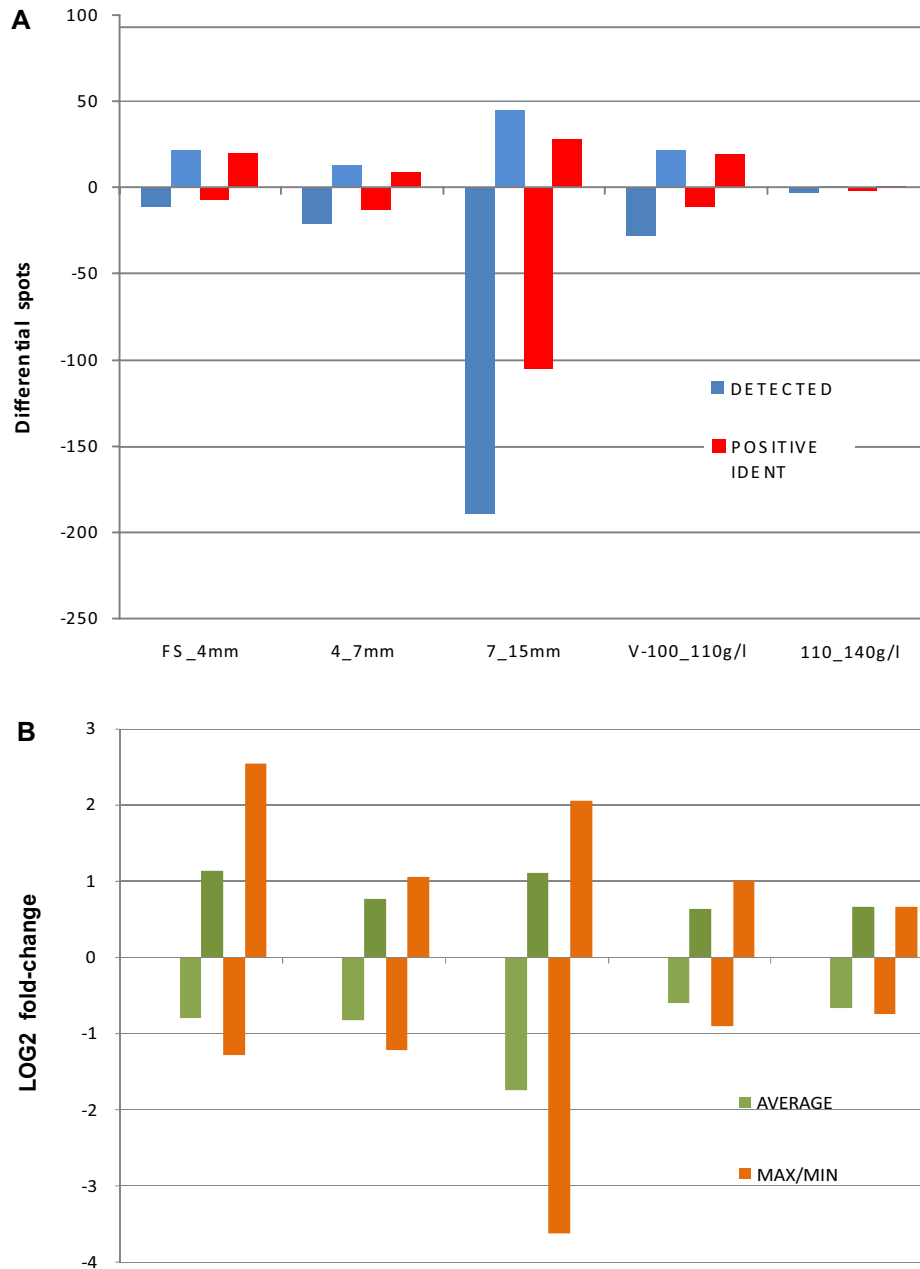 A
100
50
0
-50
-100
-150
-200
-250
Differential spots
DETECTED
POSITIVE
IDENT
FS_4mm 4_7mm 7_15mm V-100_110g/l 110_140g/l
B
3
2
1
0
-1
-2
-3
-4
LOG2 fold-change
AVERAGE
MAX/MIN